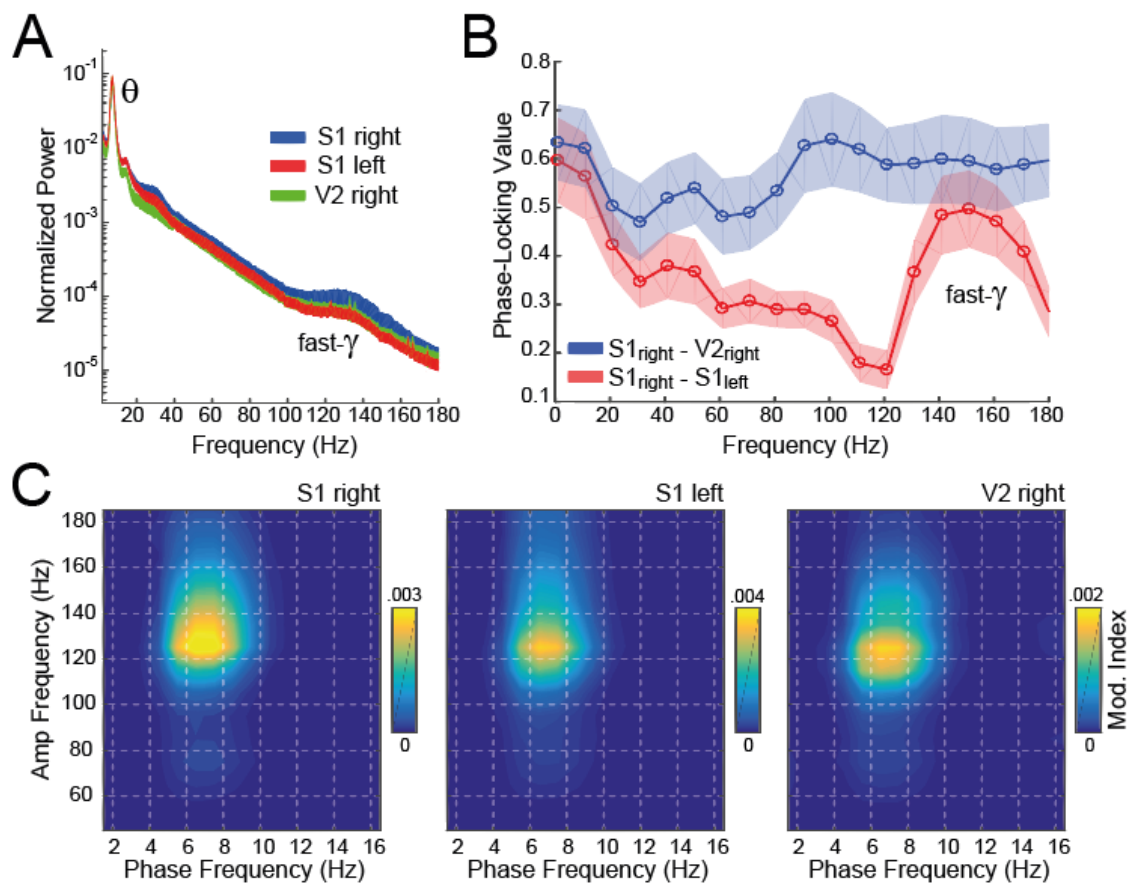 A
Normalized Power
10-1
10-2
10-3
10-4
10-5
θ
S1 right
S1 left
V2 right
fast-γ
20 40 60 80 100 120 140 160 180
Frequency (Hz)
B
Phase-Locking Value
0.8
0.7
0.6
0.5
0.4
0.3
0.2
0.1
fast-γ
S1right - V2right
S1right - S1left
0 20 40 60 80 100 120 140 160 180
Frequency (Hz)
C
Amp Frequency (Hz)
S1 right
180
160
140
120
100
80
60
2 4 6 8 10 12 14 16
Phase Frequency (Hz)
.003
0
S1 left
2 4 6 8 10 12 14 16
Phase Frequency (Hz)
.004
0
V2 right
2 4 6 8 10 12 14 16
Phase Frequency (Hz)
.002
0
Mod. Index